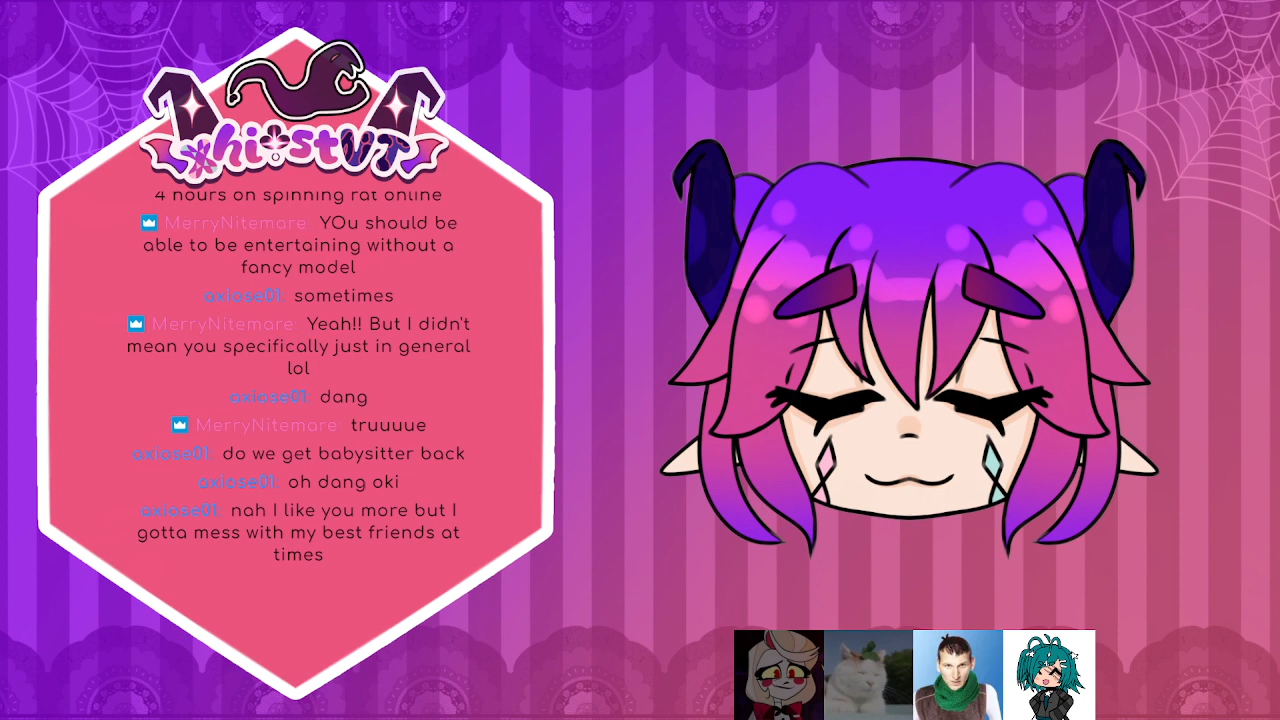 hi st VT
4 hours on spinning rat online
MerryNitemare: YOu should be
able to be entertaining without a
fancy model
axiose01: sometimes
MerryNitemare: Yeah!! But I didn't
mean you specifically just in general
lol
axiose01: dang
MerryNitemare: truuuue
axiose01: do we get babysitter back
axiose01: oh dang oki
axiose01: nah I like you more but I
gotta mess with my best friends at
times